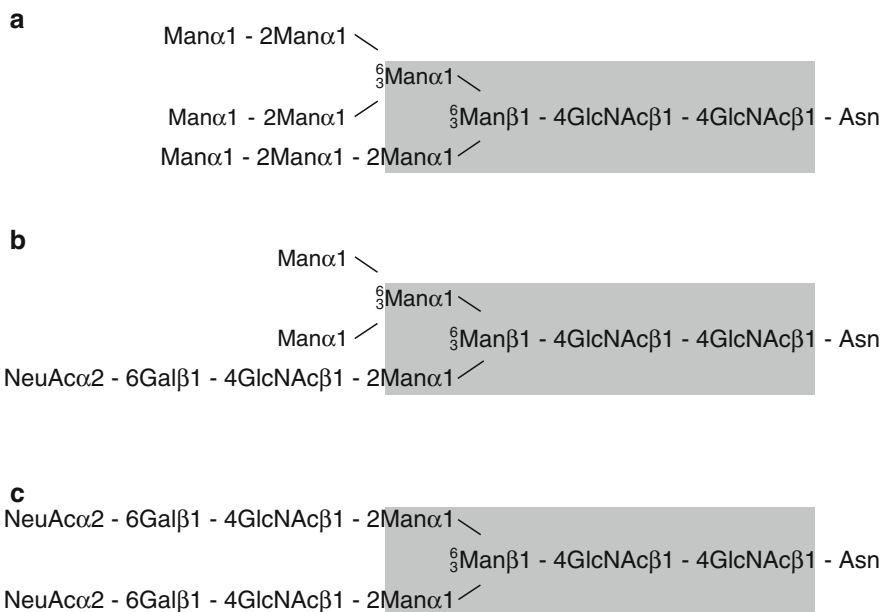 a
Manα1 - 2Manα1
6
3Manα1
Manα1 - 2Manα1
6
3Manβ1 - 4GlcNAcβ1 - 4GlcNAcβ1 - Asn
Manα1 - 2Manα1 - 2Manα1
b
Manα1
6
3Manα1
Manα1
6
3Manβ1 - 4GlcNAcβ1 - 4GlcNAcβ1 - Asn
NeuAcα2 - 6Galβ1 - 4GlcNAcβ1 - 2Manα1
c
NeuAcα2 - 6Galβ1 - 4GlcNAcβ1 - 2Manα1
6
3Manβ1 - 4GlcNAcβ1 - 4GlcNAcβ1 - Asn
NeuAcα2 - 6Galβ1 - 4GlcNAcβ1 - 2Manα1